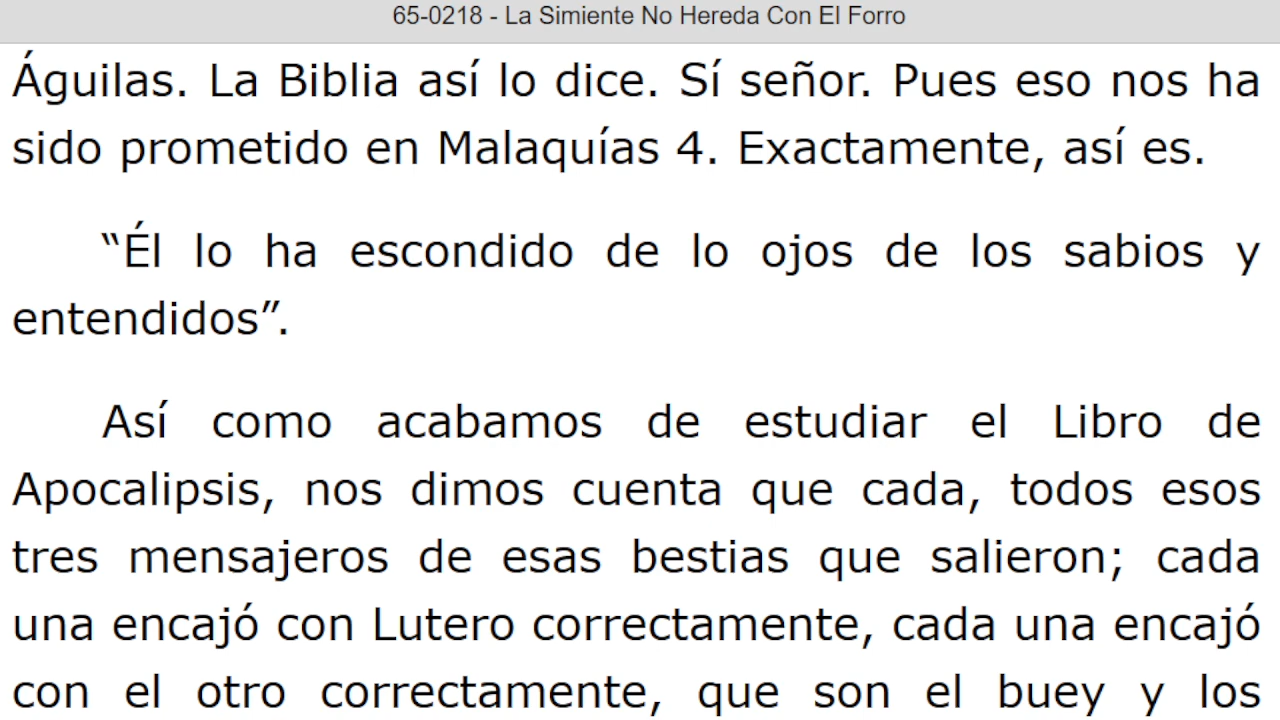 65-0218 - La Simiente No Hereda Con El Forro
Águilas. La Biblia así lo dice. Sí señor. Pues eso nos ha
sido prometido en Malaquías 4. Exactamente, así es.
“Él lo ha escondido de lo ojos de los sabios y
entendidos”.
Así como acabamos de estudiar el Libro de
Apocalipsis, nos dimos cuenta que cada, todos esos
tres mensajeros de esas bestias que salieron; cada
una encajó con Lutero correctamente, cada una encajó
con el otro correctamente, que son el buey y los